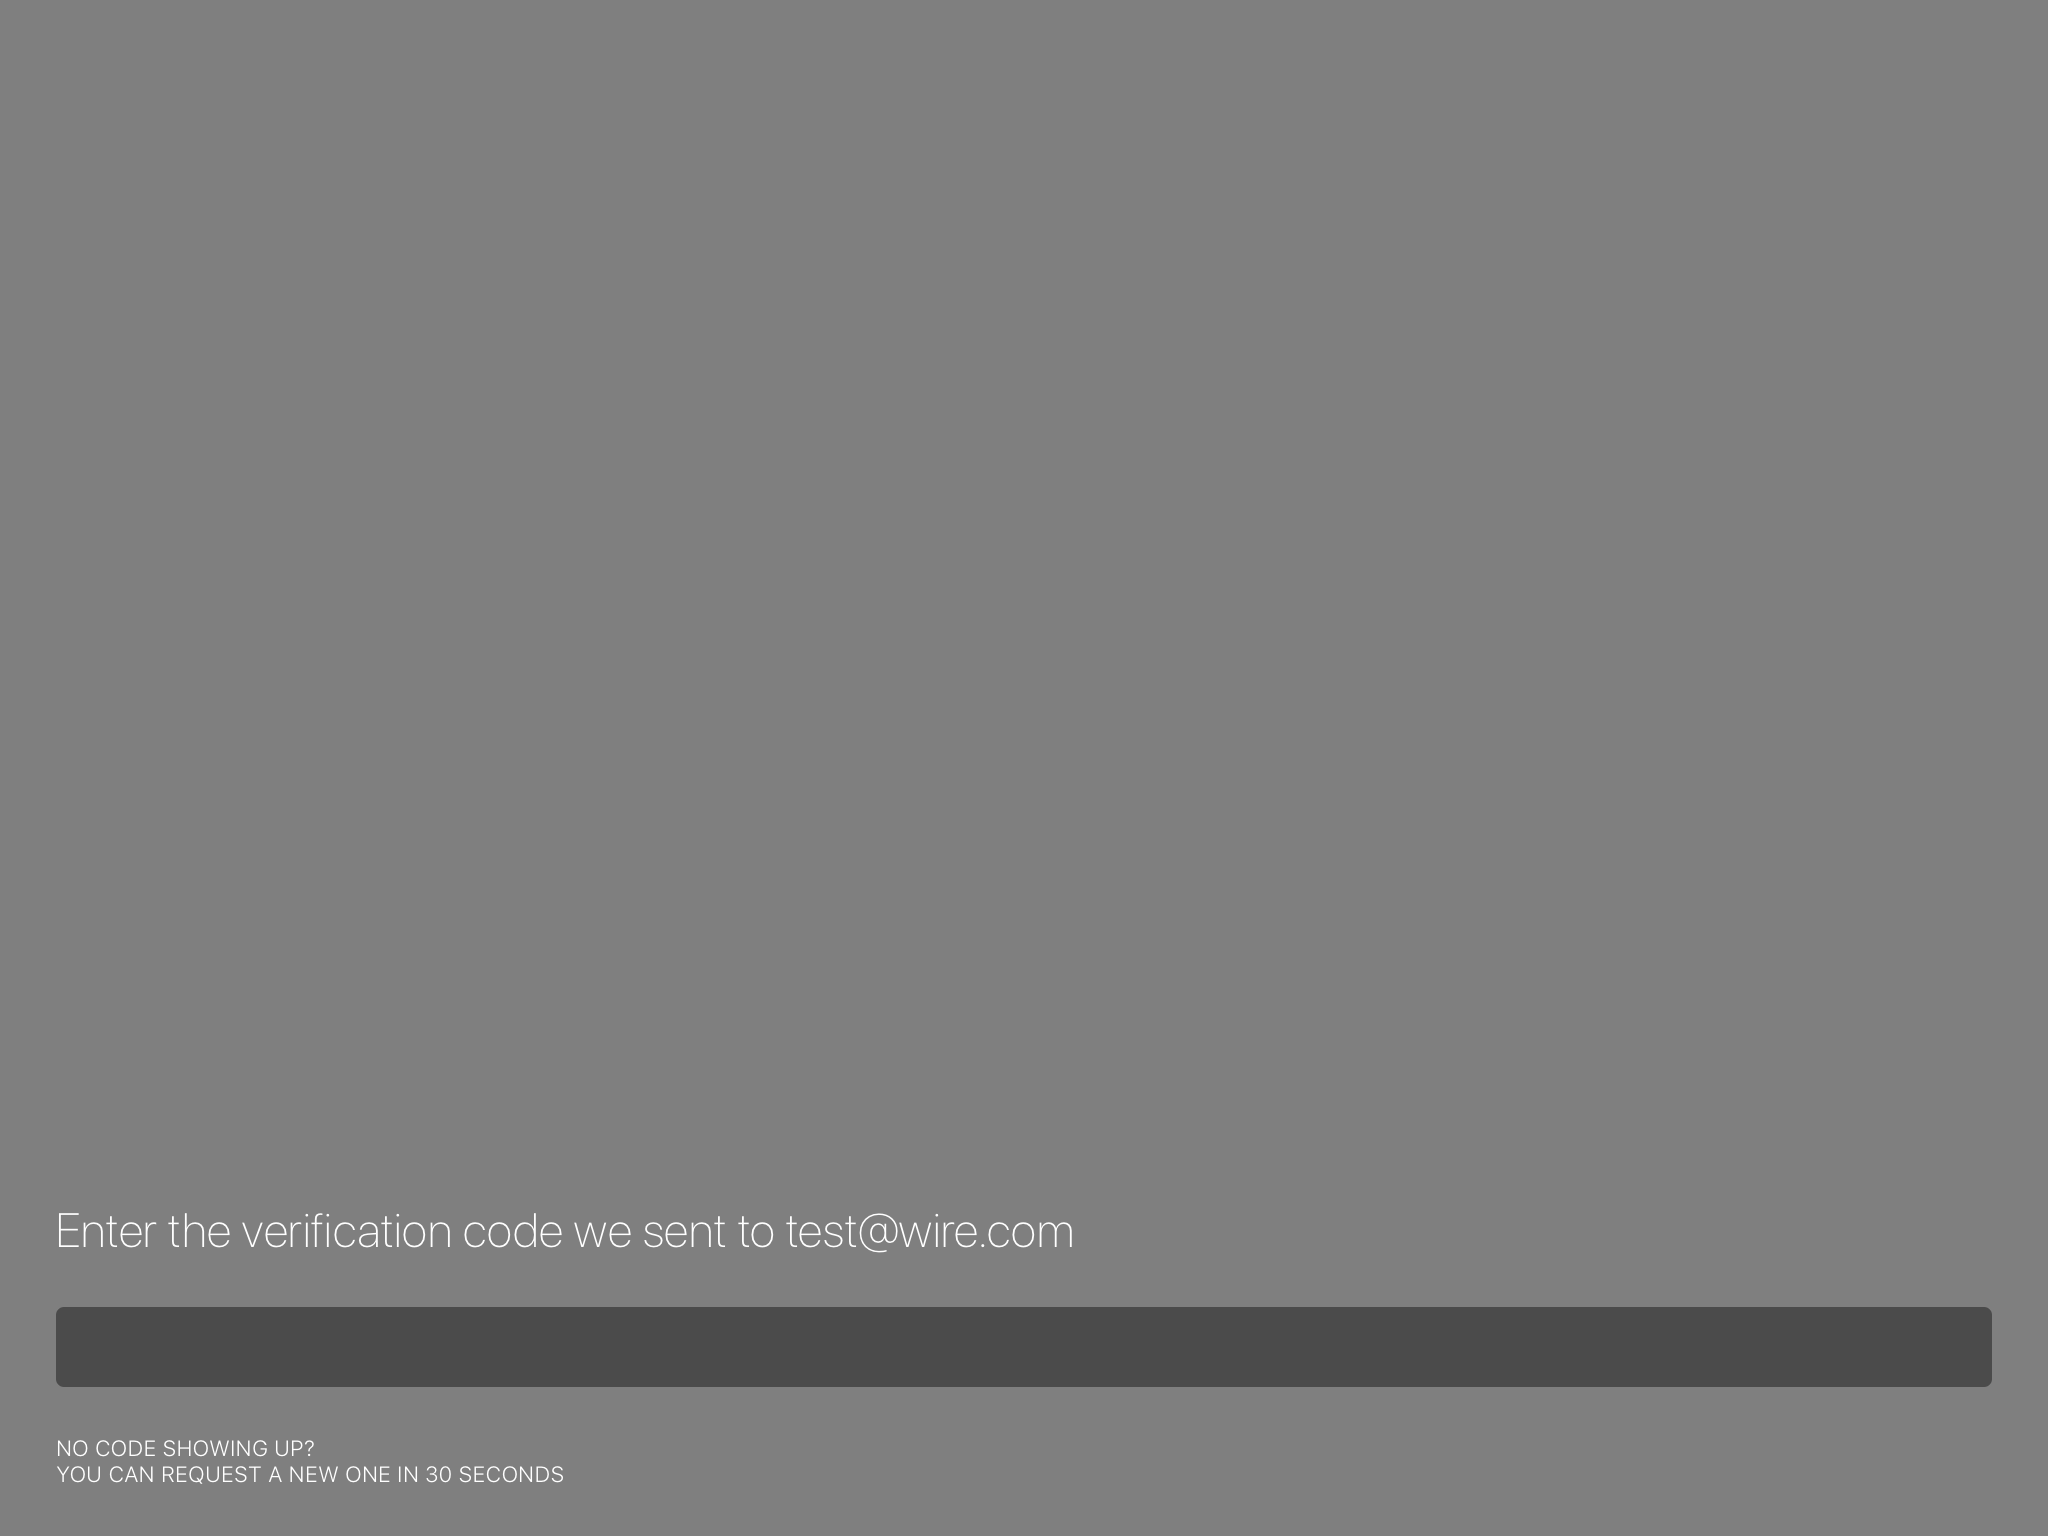 Enter the verification code we sent to test@wire.com
NO CODE SHOWING UP?
YOU CAN REQUEST A NEW ONE IN 30 SECONDS